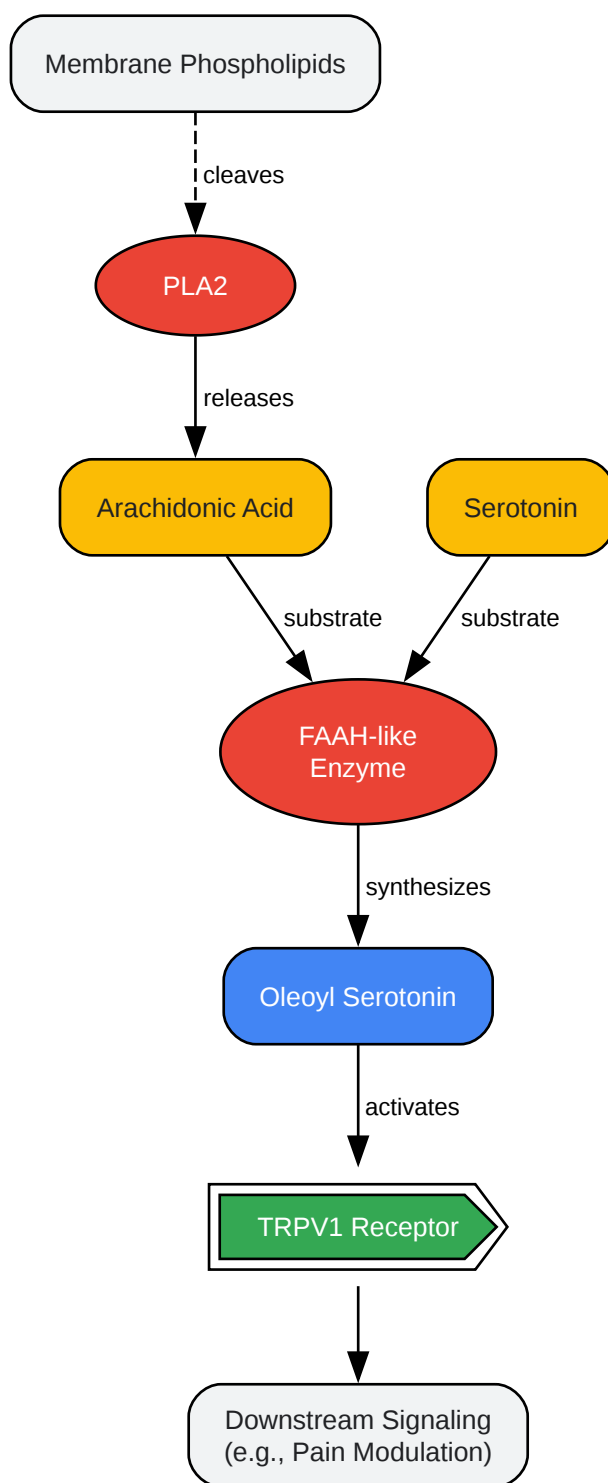 Membrane Phospholipids
cleaves
PLA2
releases
Arachidonic Acid
Serotonin
substrate
substrate
FAAH-like
Enzyme
synthesizes
Oleoyl Serotonin
activates
TRPV1 Receptor
Downstream Signaling
(e.g., Pain Modulation)